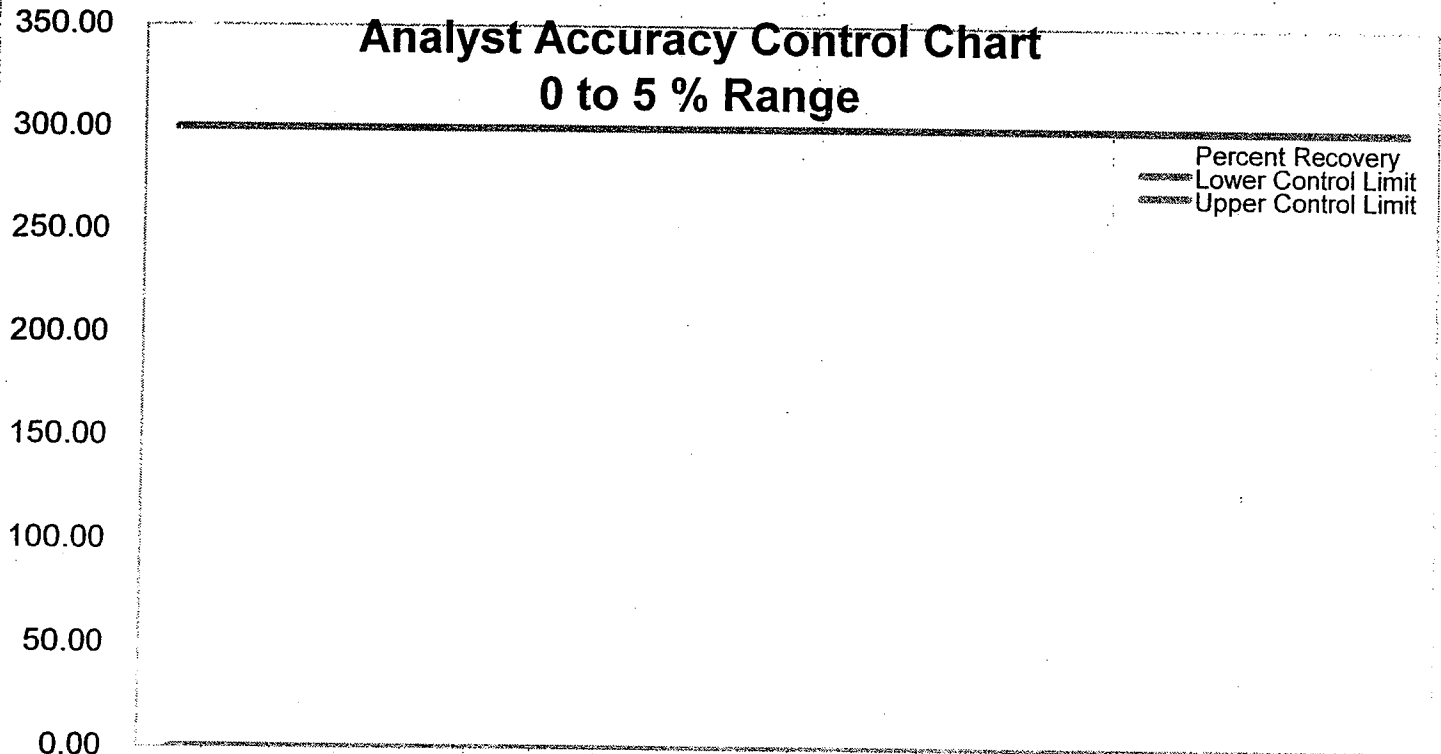 Analyst Accuracy Control Chart
0 to 5 % Range
350.00
300.00
250.00
200.00
150.00
100.00
50.00
0.00
Percent Recovery
Lower Control Limit
Upper Control Limit